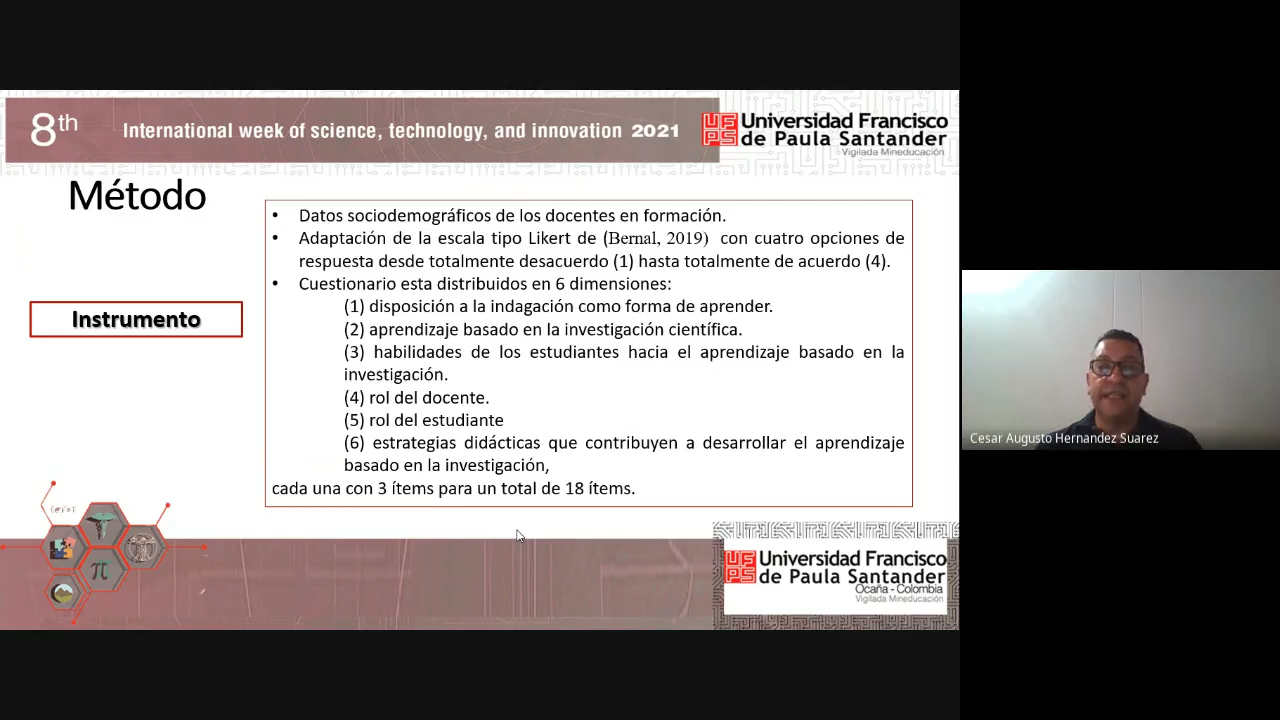 8th
International week of science, technology, and innovation 2021
UFPS
Universidad Francisco
de Paula Santander
Vigilada Mineducación
Método
Instrumento
• Datos sociodemográficos de los docentes en formación.
• Adaptación de la escala tipo Likert de (Bernal, 2019) con cuatro opciones de
respuesta desde totalmente desacuerdo (1) hasta totalmente de acuerdo (4).
• Cuestionario esta distribuidos en 6 dimensiones:
(1) disposición a la indagación como forma de aprender.
(2) aprendizaje basado en la investigación científica.
(3) habilidades de los estudiantes hacia el aprendizaje basado en la
investigación.
(4) rol del docente.
(5) rol del estudiante
(6) estrategias didácticas que contribuyen a desarrollar el aprendizaje
basado en la investigación,
cada una con 3 ítems para un total de 18 ítems.
Cesar Augusto Hernandez Suarez
π
UFPS
Universidad Francisco
de Paula Santander
Ocaña - Colombia
Vigilada Mineducación